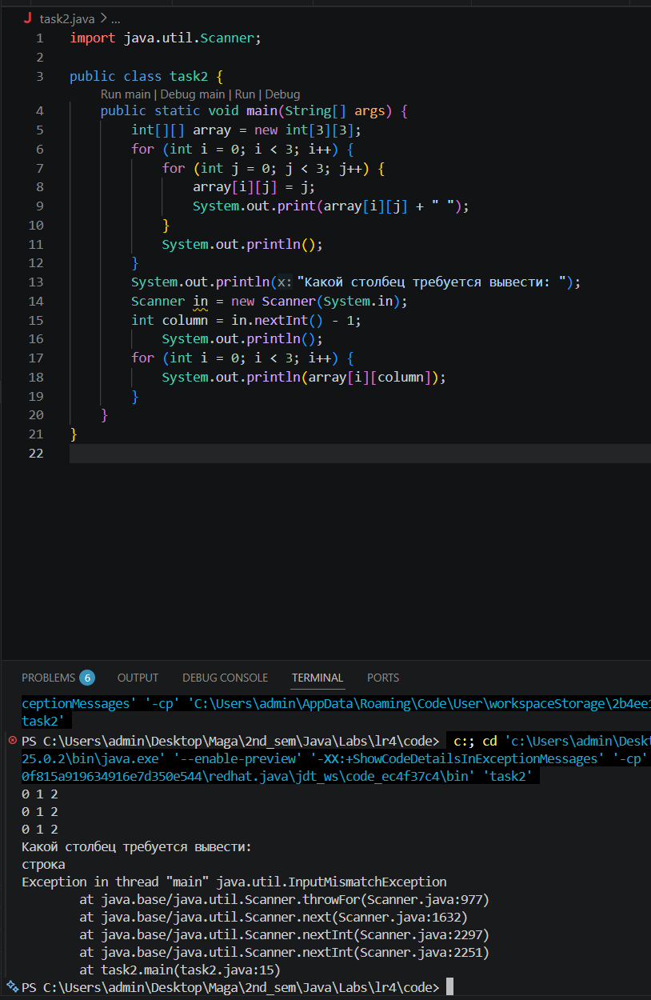 J task2.java > ...
1 import java.util.Scanner;
2
3 public class task2 {
Run main | Debug main | Run | Debug
4 public static void main(String[] args) {
5 int[][] array = new int[3][3];
6 for (int i = 0; i < 3; i++) {
7 for (int j = 0; j < 3; j++) {
8 array[i][j] = j;
9 System.out.print(array[i][j] + " ");
10 }
11 System.out.println();
12 }
13 System.out.println(x: "Какой столбец требуется вывести: ");
14 Scanner in = new Scanner(System.in);
15 int column = in.nextInt() - 1;
16 System.out.println();
17 for (int i = 0; i < 3; i++) {
18 System.out.println(array[i][column]);
19 }
20 }
21 }
22
PROBLEMS 6 OUTPUT DEBUG CONSOLE TERMINAL PORTS
ceptionMessages' '-cp' 'C:\Users\admin\AppData\Roaming\Code\User\workspaceStorage\2b4ee1
task2'
PS C:\Users\admin\Desktop\Maga\2nd_sem\Java\Labs\lr4\code> c:; cd 'c:\Users\admin\Deskt
25.0.2\bin\java.exe' '--enable-preview' '-XX:+ShowCodeDetailsInExceptionMessages' '-cp'
0f815a919634916e7d350e544\redhat.java\jdt_ws\code_ec4f37c4\bin' 'task2'
0 1 2
0 1 2
0 1 2
Какой столбец требуется вывести:
строка
Exception in thread "main" java.util.InputMismatchException
at java.base/java.util.Scanner.throwFor(Scanner.java:977)
at java.base/java.util.Scanner.next(Scanner.java:1632)
at java.base/java.util.Scanner.nextInt(Scanner.java:2297)
at java.base/java.util.Scanner.nextInt(Scanner.java:2251)
at task2.main(task2.java:15)
PS C:\Users\admin\Desktop\Maga\2nd_sem\Java\Labs\lr4\code>